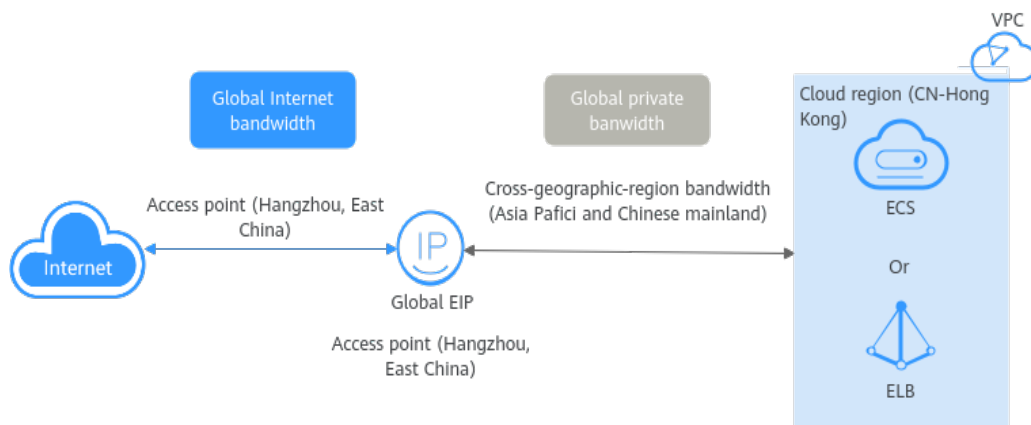 VPC
Global Internet
bandwidth
Global private
banwidth
Cloud region (CN-Hong
Kong)
ECS
Access point (Hangzhou, East
China)
Cross-geographic-region bandwidth
(Asia Pafici and Chinese mainland)
Internet
IP
Global EIP
Or
Access point (Hangzhou,
East China)
ELB